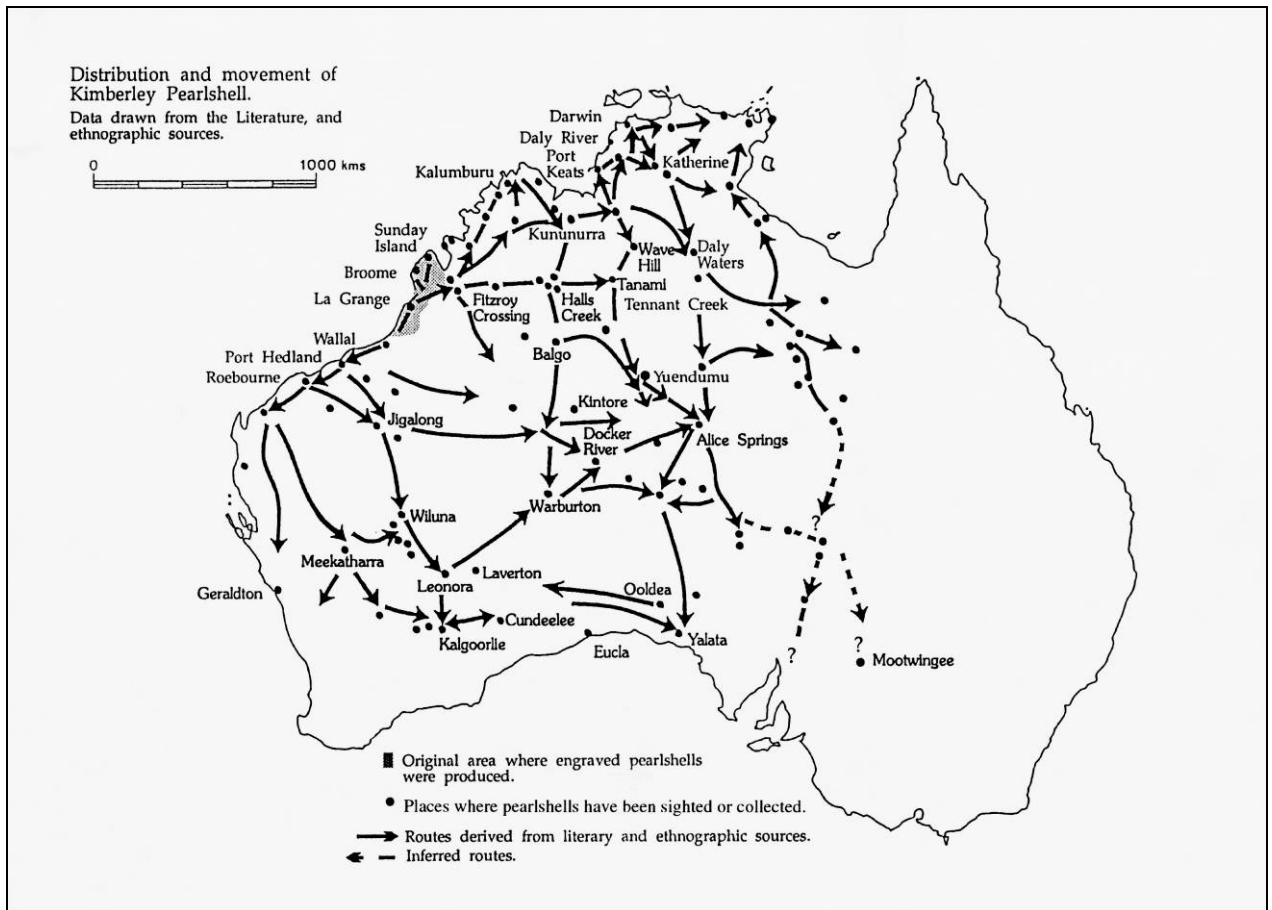 Distribution and movement of
Kimberley Pearlshell.
Data drawn from the Literature, and
ethnographic sources.
0 1000 kms
Darwin
Daly River
Port
Keats
Katherine
Kalumburu
Sunday
Island
Kununurra
Wave
Hill
Daly
Waters
Broome
La Grange
Fitzroy
Crossing
Halls
Creek
Tanami
Tennant Creek
Wallal
Port Hedland
Roebourne
Balgo
Yuendumu
Kintore
Jigalong
Docker
River
Alice Springs
Warburton
Wiluna
Meekatharra
Leonora
Laverton
Geraldton
Ooldea
Cundeelee
Kalgoorlie
Eucla
Yalata
?
?
?
Mootwingee
Original area where engraved pearlshells
were produced.
Places where pearlshells have been sighted or collected.
Routes derived from literary and ethnographic sources.
Inferred routes.